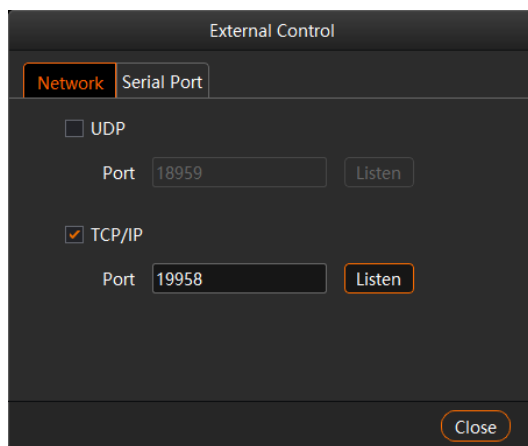 External Control
Network Serial Port
UDP
Port 18959 Listen
TCP/IP
Port 19958 Listen
Close